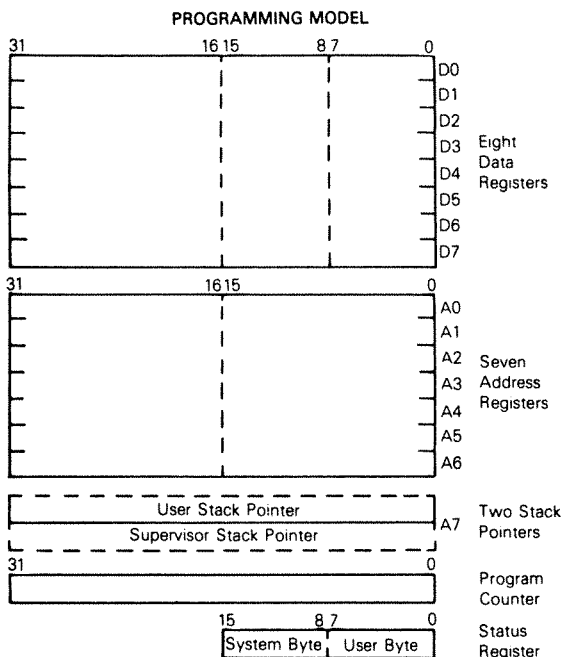 PROGRAMMING MODEL
31 16 15 8 7 0
D0
D1
D2
D3 Eight
D4 Data
D5 Registers
D6
D7
31 16 15 0
A0
A1
A2 Seven
A3 Address
A4 Registers
A5
A6
User Stack Pointer
A7 Two Stack
Supervisor Stack Pointer
Pointers
31 0
Program
Counter
15 8 7 0
Status
System Byte User Byte
Register